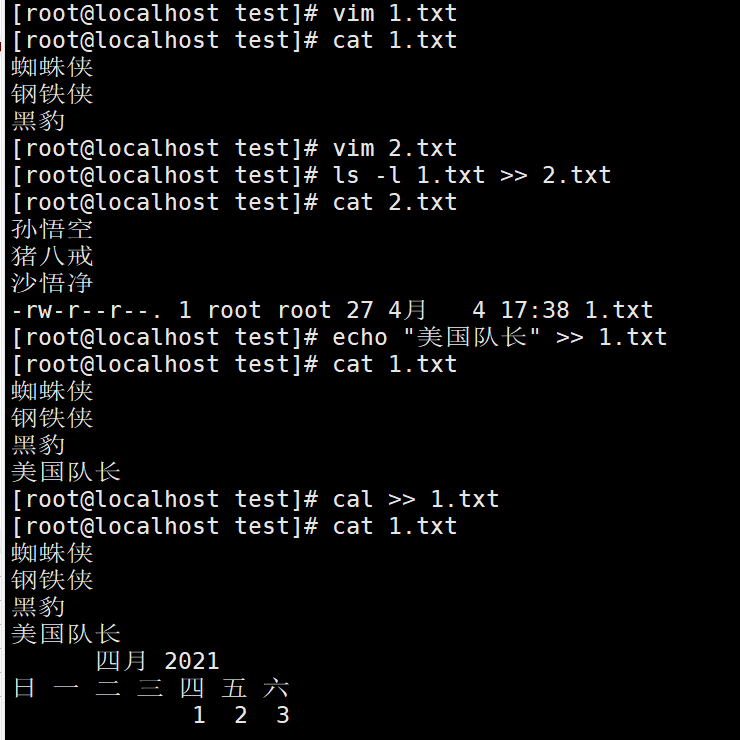 [root@localhost test]# vim 1.txt
[root@localhost test]# cat 1.txt
蜘蛛侠
钢铁侠
黑豹
[root@localhost test]# vim 2.txt
[root@localhost test]# ls -l 1.txt >> 2.txt
[root@localhost test]# cat 2.txt
孙悟空
猪八戒
沙悟净
-rw-r--r--. 1 root root 27 4月   4 17:38 1.txt
[root@localhost test]# echo "美国队长" >> 1.txt
[root@localhost test]# cat 1.txt
蜘蛛侠
钢铁侠
黑豹
美国队长
[root@localhost test]# cal >> 1.txt
[root@localhost test]# cat 1.txt
蜘蛛侠
钢铁侠
黑豹
美国队长
      四月 2021
日 一 二 三 四 五 六
             1  2  3